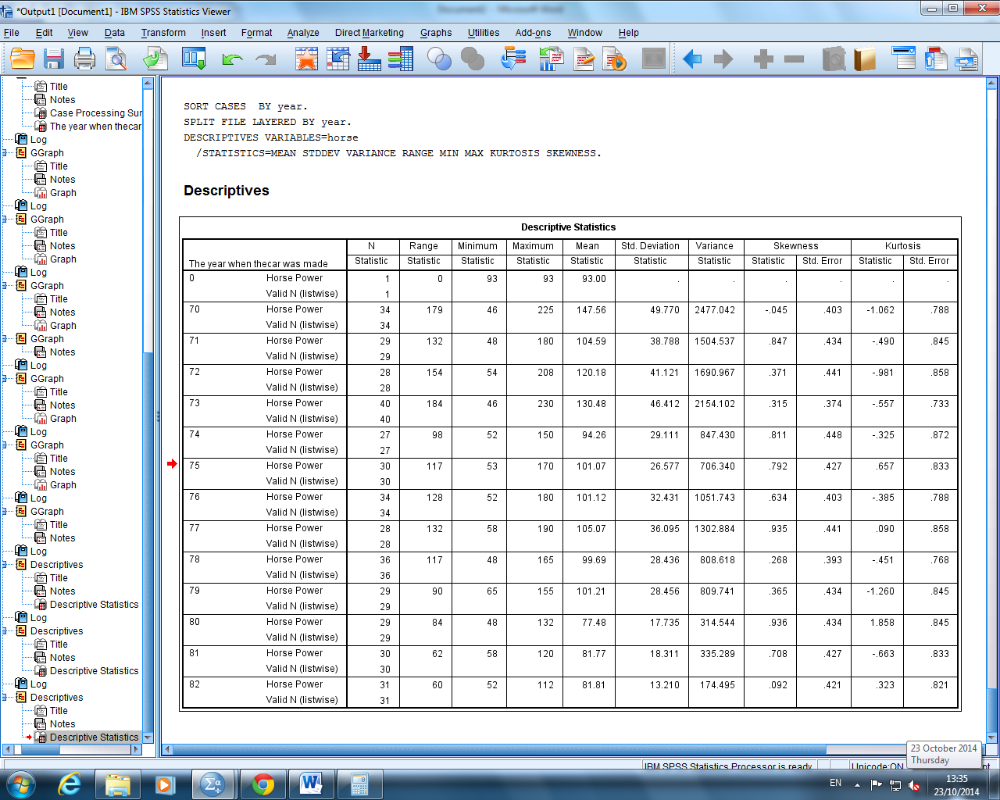 *Output1 [Document1] - IBM SPSS Statistics Viewer
File Edit View Data Transform Insert Format Analyze Direct Marketing Graphs Utilities Add-ons Window Help
Title
Notes
Case Processing Sur
The year when thecar
Log
GGraph
Title
Notes
Graph
Log
GGraph
Title
Notes
Graph
Log
GGraph
Title
Notes
Graph
GGraph
Notes
Log
GGraph
Title
Notes
Graph
Log
GGraph
Title
Notes
Graph
Log
GGraph
Title
Notes
Log
Descriptives
Title
Notes
Descriptive Statistics
Log
Descriptives
Title
Notes
Descriptive Statistics
Log
Descriptives
Title
Notes
Descriptive Statistics
SORT CASES  BY year.
SPLIT FILE LAYERED BY year.
DESCRIPTIVES VARIABLES=horse
/STATISTICS=MEAN STDDEV VARIANCE RANGE MIN MAX KURTOSIS SKEWNESS.
Descriptives
Descriptive Statistics
N Range Minimum Maximum Mean Std. Deviation Variance Skewness Kurtosis
The year when thecar was made Statistic Statistic Statistic Statistic Statistic Statistic Statistic Statistic Std. Error Statistic Std. Error
0 Horse Power 1 0 93 93 93.00 . . . . . .
Valid N (listwise) 1
70 Horse Power 34 179 46 225 147.56 49.770 2477.042 -.045 .403 -1.062 .788
Valid N (listwise) 34
71 Horse Power 29 132 48 180 104.59 38.788 1504.537 .847 .434 -.490 .845
Valid N (listwise) 29
72 Horse Power 28 154 54 208 120.18 41.121 1690.967 .371 .441 -.981 .858
Valid N (listwise) 28
73 Horse Power 40 184 46 230 130.48 46.412 2154.102 .315 .374 -.557 .733
Valid N (listwise) 40
74 Horse Power 27 98 52 150 94.26 29.111 847.430 .811 .448 -.325 .872
Valid N (listwise) 27
75 Horse Power 30 117 53 170 101.07 26.577 706.340 .792 .427 .657 .833
Valid N (listwise) 30
76 Horse Power 34 128 52 180 101.12 32.431 1051.743 .634 .403 -.385 .788
Valid N (listwise) 34
77 Horse Power 28 132 58 190 105.07 36.095 1302.884 .935 .441 .090 .858
Valid N (listwise) 28
78 Horse Power 36 117 48 165 99.69 28.436 808.618 .268 .393 -.451 .768
Valid N (listwise) 36
79 Horse Power 29 90 65 155 101.21 28.456 809.741 .365 .434 -1.260 .845
Valid N (listwise) 29
80 Horse Power 29 84 48 132 77.48 17.735 314.544 .936 .434 1.858 .845
Valid N (listwise) 29
81 Horse Power 30 62 58 120 81.77 18.311 335.289 .708 .427 -.663 .833
Valid N (listwise) 30
82 Horse Power 31 60 52 112 81.81 13.210 174.495 .092 .421 .323 .821
Valid N (listwise) 31
23 October 2014
Thursday
IBM SPSS Statistics Processor is ready
Unicode:ON
EN
13:35
23/10/2014